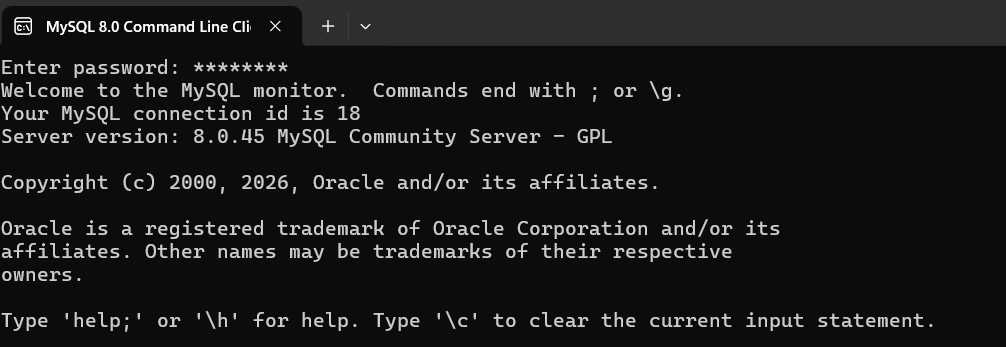 MySQL 8.0 Command Line Cli
Enter password: ********
Welcome to the MySQL monitor.  Commands end with ; or \g.
Your MySQL connection id is 18
Server version: 8.0.45 MySQL Community Server - GPL
Copyright (c) 2000, 2026, Oracle and/or its affiliates.
Oracle is a registered trademark of Oracle Corporation and/or its
affiliates. Other names may be trademarks of their respective
owners.
Type 'help;' or '\h' for help. Type '\c' to clear the current input statement.